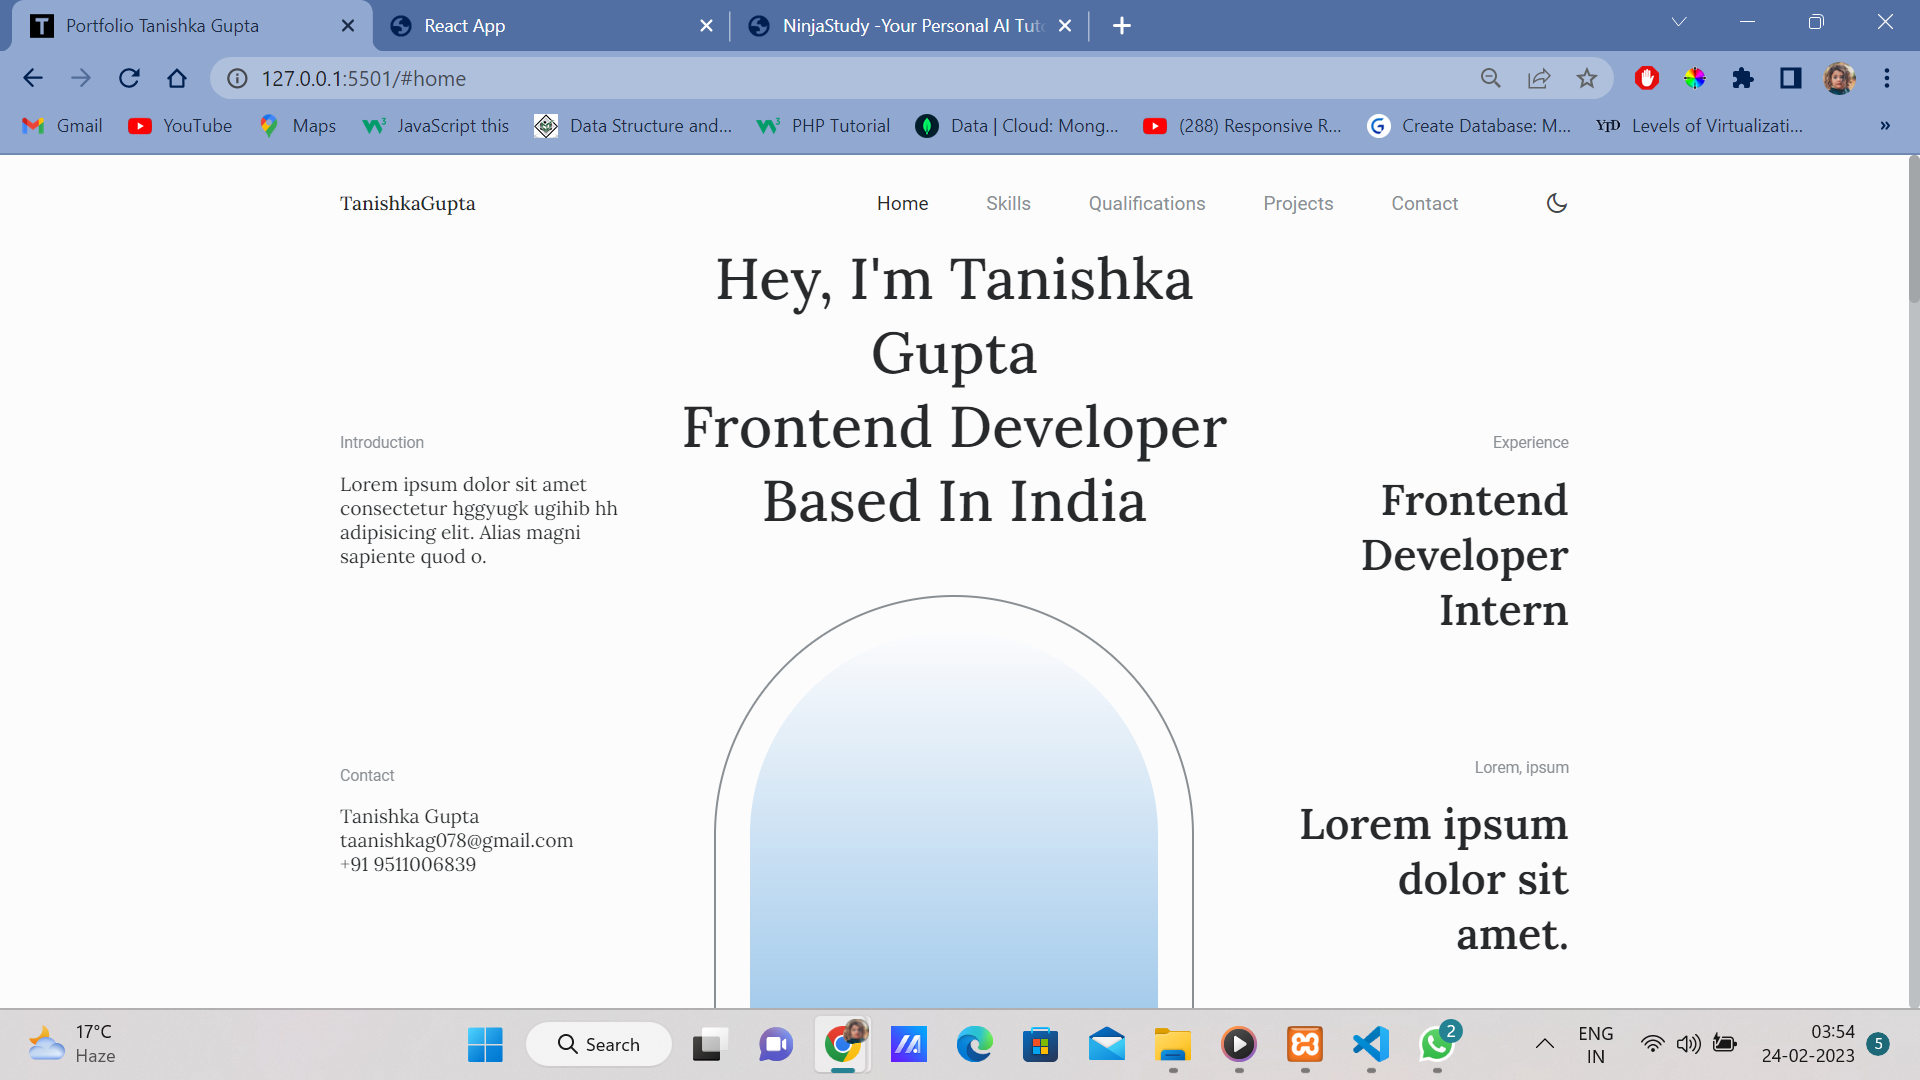 T Portfolio Tanishka Gupta
React App
NinjaStudy -Your Personal AI Tuto
127.0.0.1:5501/#home
Gmail
YouTube
Maps
JavaScript this
Data Structure and...
PHP Tutorial
Data | Cloud: Mong...
(288) Responsive R...
Create Database: M...
YTD Levels of Virtualizati...
»
TanishkaGupta
Home Skills Qualifications Projects Contact
Hey, I'm Tanishka
Gupta
Frontend Developer
Based In India
Introduction
Lorem ipsum dolor sit amet
consectetur hggyugk ugihib hh
adipisicing elit. Alias magni
sapiente quod o.
Contact
Tanishka Gupta
taanishkag078@gmail.com
+91 9511006839
Experience
Frontend
Developer
Intern
Lorem, ipsum
Lorem ipsum
dolor sit
amet.
17°C
Haze
Search
2
ENG
IN
03:54
24-02-2023
5